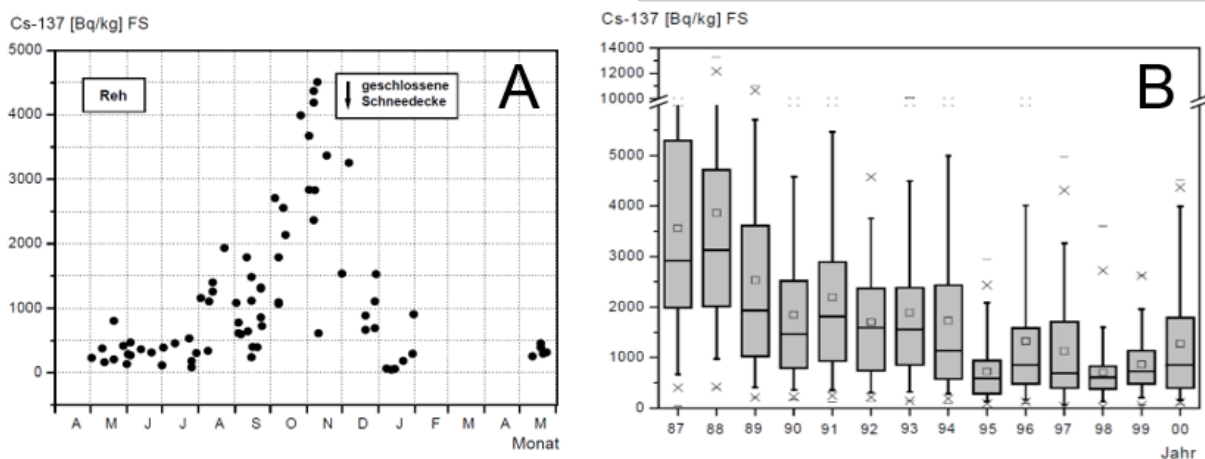 Cs-137 [Bq/kg] FS
5000
4000
3000
2000
1000
0
Reh
geschlossene
Schneedecke
A
A M J J A S O N D J F M A M
Monat
Cs-137 [Bq/kg] FS
14000
12000
10000
5000
4000
3000
2000
1000
0
B
87 88 89 90 91 92 93 94 95 96 97 98 99 00
Jahr